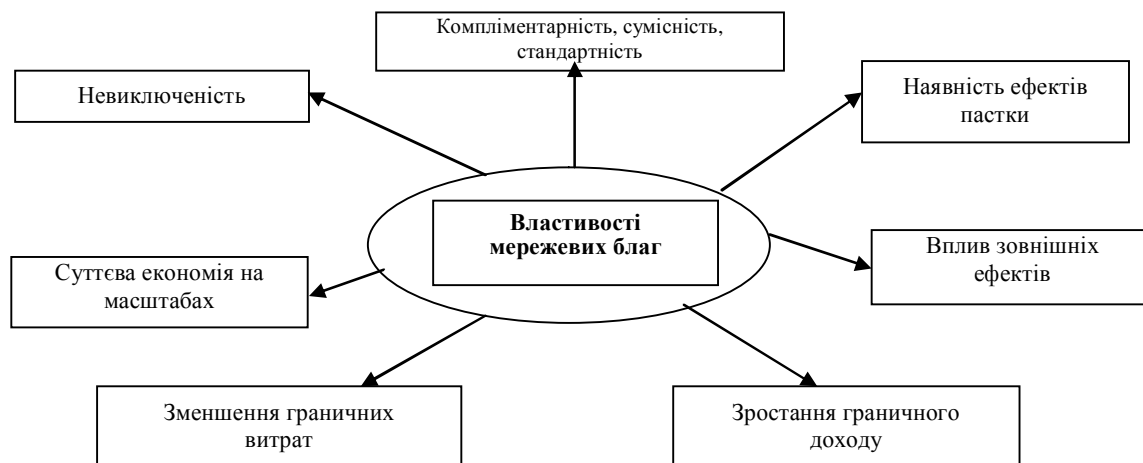 Компліментарність, сумісність,
стандартність
Невиключеність
Наявність ефектів
пастки
Властивості
мережевих благ
Суттєва економія на
масштабах
Вплив зовнішніх
ефектів
Зменшення граничних
витрат
Зростання граничного
доходу